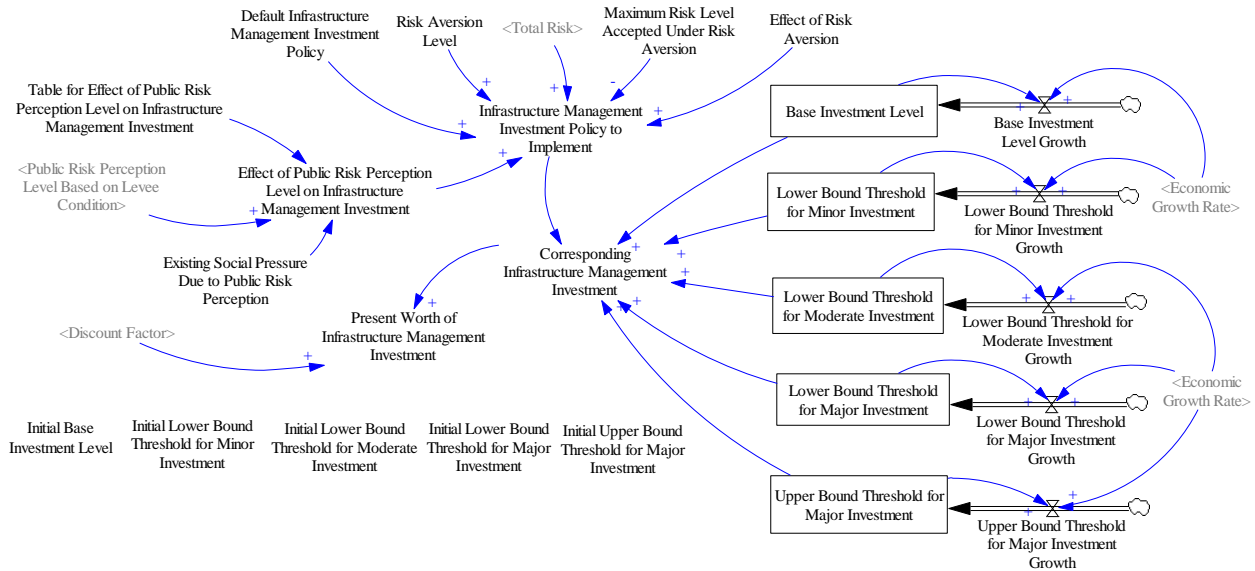 Default Infrastructure
Management Investment
Policy
Risk Aversion
Level
<Total Risk>
Maximum Risk Level
Accepted Under Risk
Aversion
Effect of Risk
Aversion
Table for Effect of Public Risk
Perception Level on Infrastructure
Management Investment
Infrastructure Management
Investment Policy to
Implement
Base Investment Level
Base Investment
Level Growth
<Public Risk Perception
Level Based on Levee
Condition>
Effect of Public Risk Perception
Level on Infrastructure
Management Investment
Lower Bound Threshold
for Minor Investment
Lower Bound Threshold
for Minor Investment
Growth
<Economic
Growth Rate>
Existing Social Pressure
Due to Public Risk
Perception
Corresponding
Infrastructure Management
Investment
Lower Bound Threshold
for Moderate Investment
Lower Bound Threshold for
Moderate Investment
Growth
<Discount Factor>
Present Worth of
Infrastructure Management
Investment
Lower Bound Threshold
for Major Investment
Lower Bound Threshold
for Major Investment
Growth
<Economic
Growth Rate>
Initial Base
Investment Level
Initial Lower Bound
Threshold for Minor
Investment
Initial Lower Bound
Threshold for Moderate
Investment
Initial Lower Bound
Threshold for Major
Investment
Initial Upper Bound
Threshold for Major
Investment
Upper Bound Threshold for
Major Investment
Upper Bound Threshold
for Major Investment
Growth